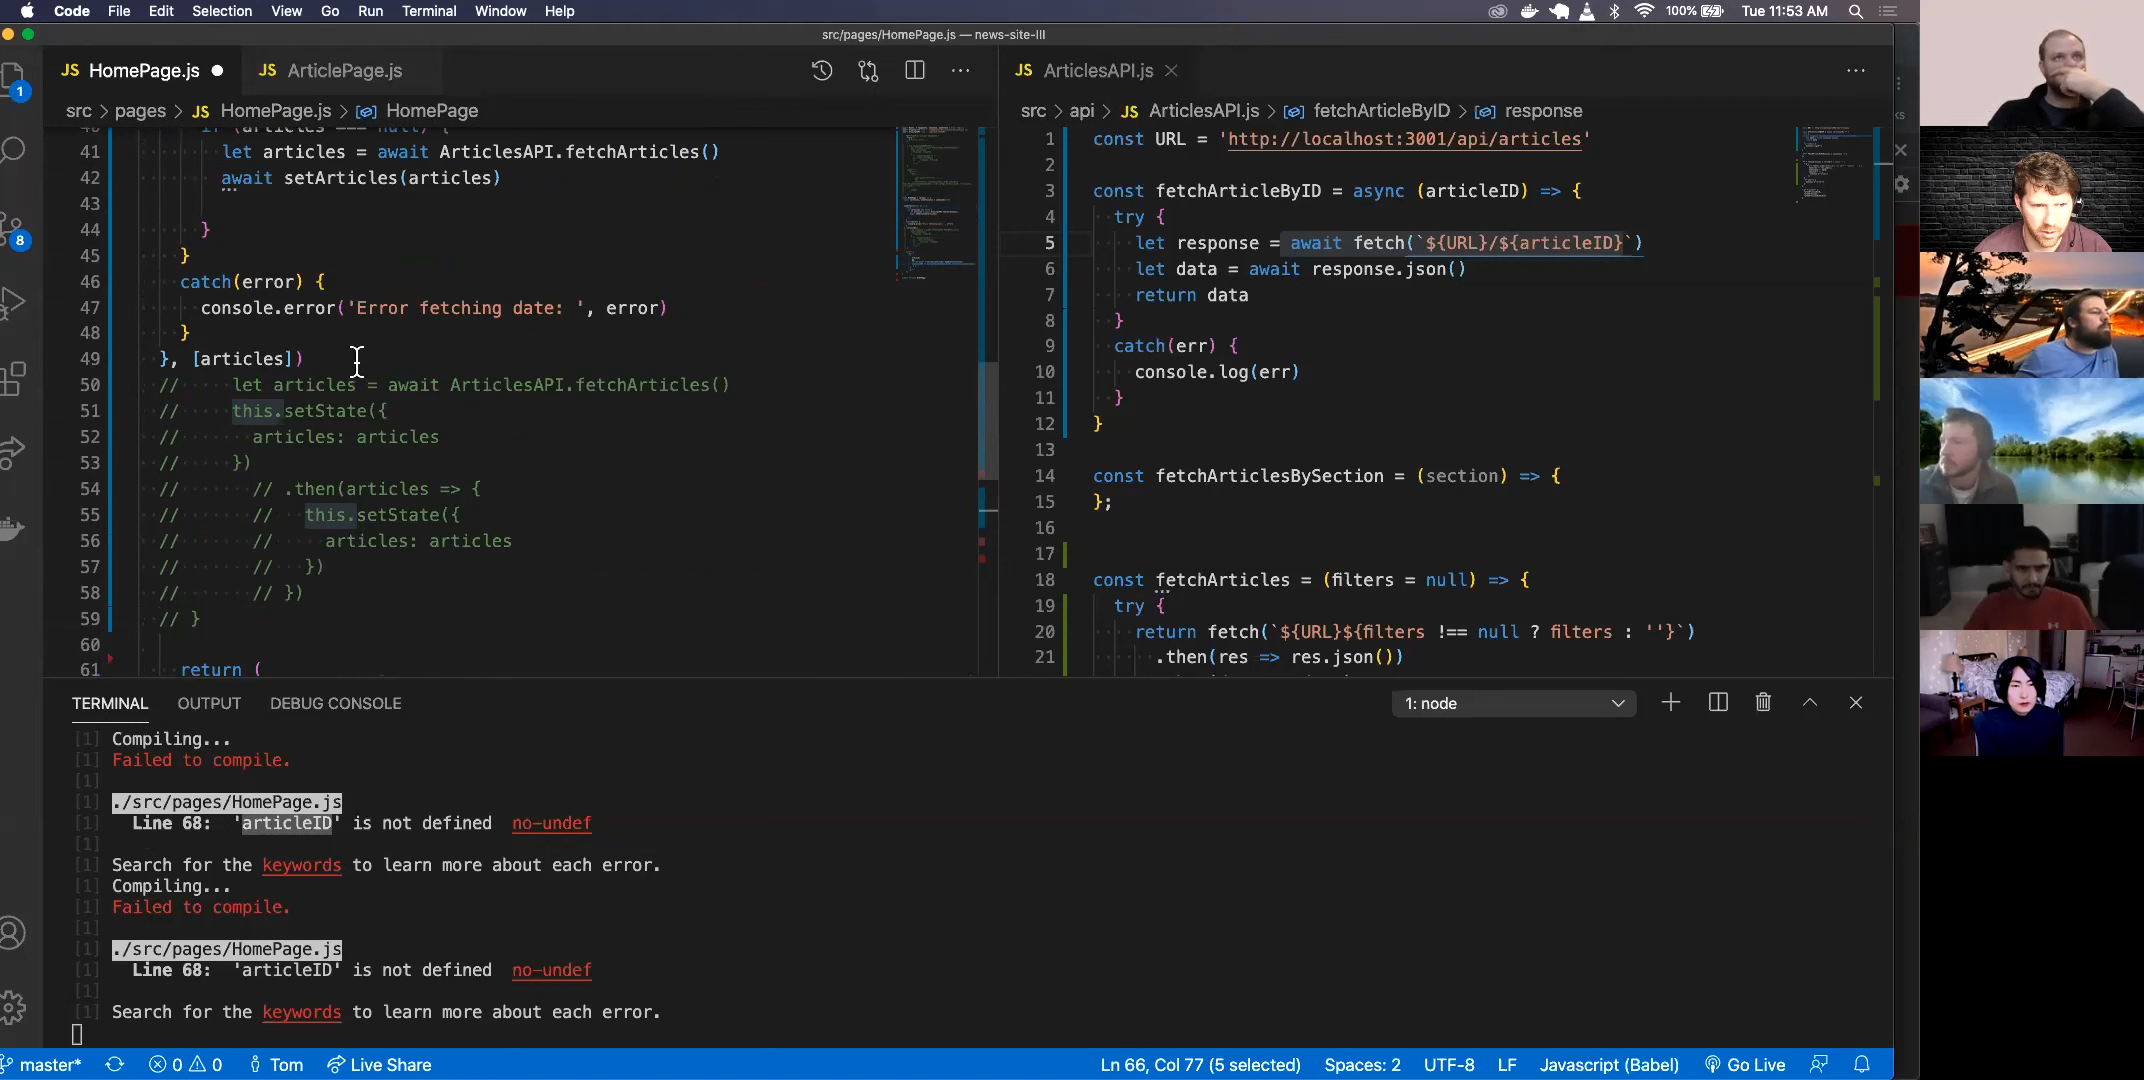 Code File Edit Selection View Go Run Terminal Window Help 100% Tue 11:53 AM
src/pages/HomePage.js — news-site-III
JS HomePage.js JS ArticlePage.js
src > pages > JS HomePage.js > HomePage
41 let articles = await ArticlesAPI.fetchArticles()
42 await setArticles(articles)
43
44 }
45 }
46 catch(error) {
47 console.error('Error fetching date: ', error)
48 }
49 }, [articles])
50 // let articles = await ArticlesAPI.fetchArticles()
51 // this.setState({
52 // articles: articles
53 // })
54 // // .then(articles => {
55 // // this.setState({
56 // // articles: articles
57 // // })
58 // // })
59 // }
60
61 return (
JS ArticlesAPI.js
src > api > JS ArticlesAPI.js > fetchArticleByID > response
1 const URL = 'http://localhost:3001/api/articles'
2
3 const fetchArticleByID = async (articleID) => {
4 try {
5 let response = await fetch(`${URL}/${articleID}`)
6 let data = await response.json()
7 return data
8 }
9 catch(err) {
10 console.log(err)
11 }
12 }
13
14 const fetchArticlesBySection = (section) => {
15 };
16
17
18 const fetchArticles = (filters = null) => {
19 try {
20 return fetch(`${URL}${filters !== null ? filters : ''}`)
21 .then(res => res.json())
1
8
TERMINAL OUTPUT DEBUG CONSOLE 1: node
[1] Compiling...
[1] Failed to compile.
[1]
[1] ./src/pages/HomePage.js
[1] Line 68: 'articleID' is not defined no-undef
[1]
[1] Search for the keywords to learn more about each error.
[1] Compiling...
[1] Failed to compile.
[1]
[1] ./src/pages/HomePage.js
[1] Line 68: 'articleID' is not defined no-undef
[1]
[1] Search for the keywords to learn more about each error.
master* 0 0 Tom Live Share Ln 66, Col 77 (5 selected) Spaces: 2 UTF-8 LF Javascript (Babel) Go Live